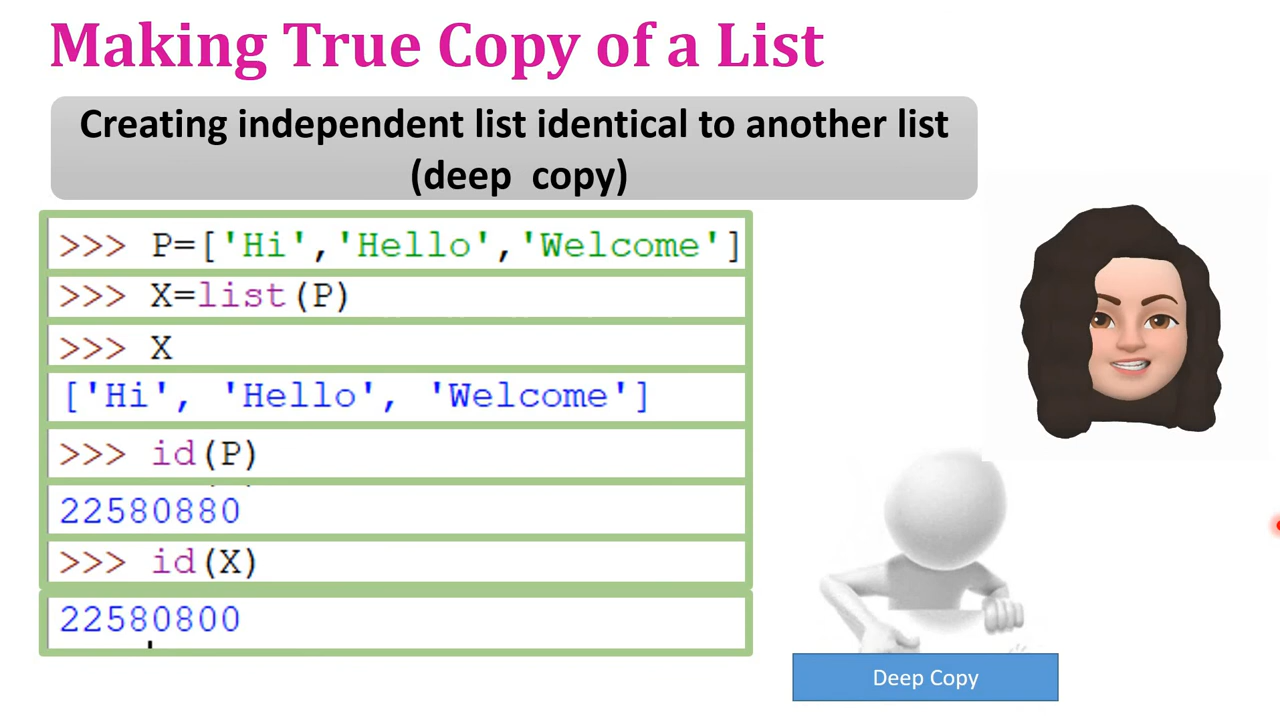 Making True Copy of a List
Creating independent list identical to another list
(deep copy)
>>> P=['Hi','Hello','Welcome']
>>> X=list(P)
>>> X
['Hi', 'Hello', 'Welcome']
>>> id(P)
22580880
>>> id(X)
22580800
Deep Copy